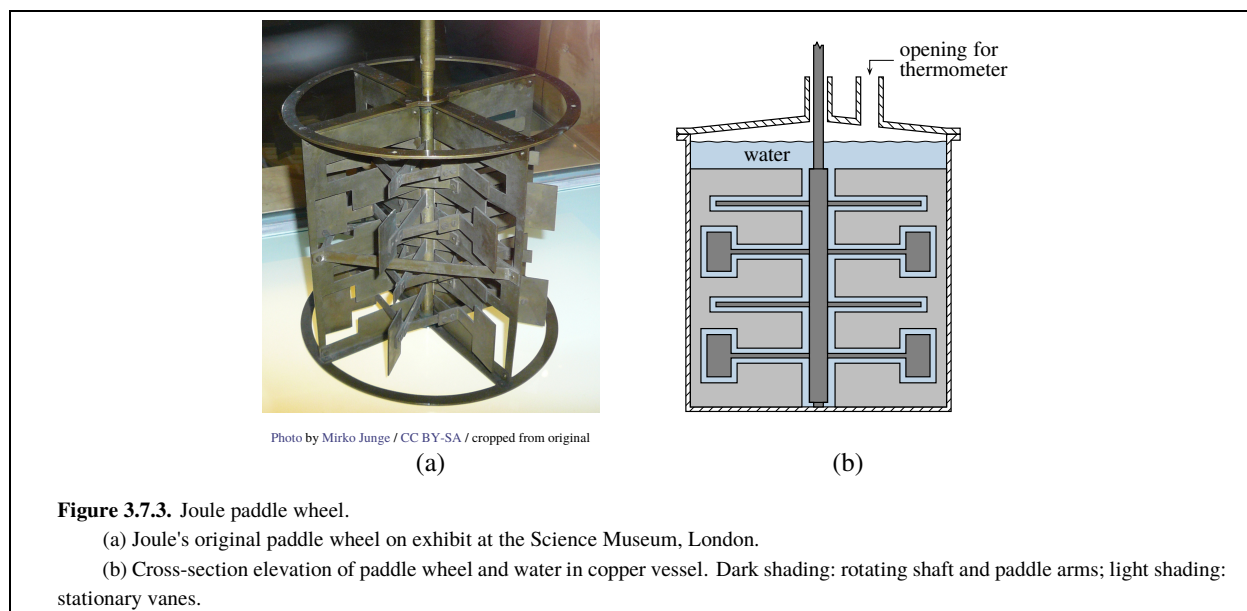 opening for
thermometer
water
Photo by Mirko Junge / CC BY-SA / cropped from original
(a)
(b)
Figure 3.7.3. Joule paddle wheel.
(a) Joule's original paddle wheel on exhibit at the Science Museum, London.
(b) Cross-section elevation of paddle wheel and water in copper vessel. Dark shading: rotating shaft and paddle arms; light shading:
stationary vanes.